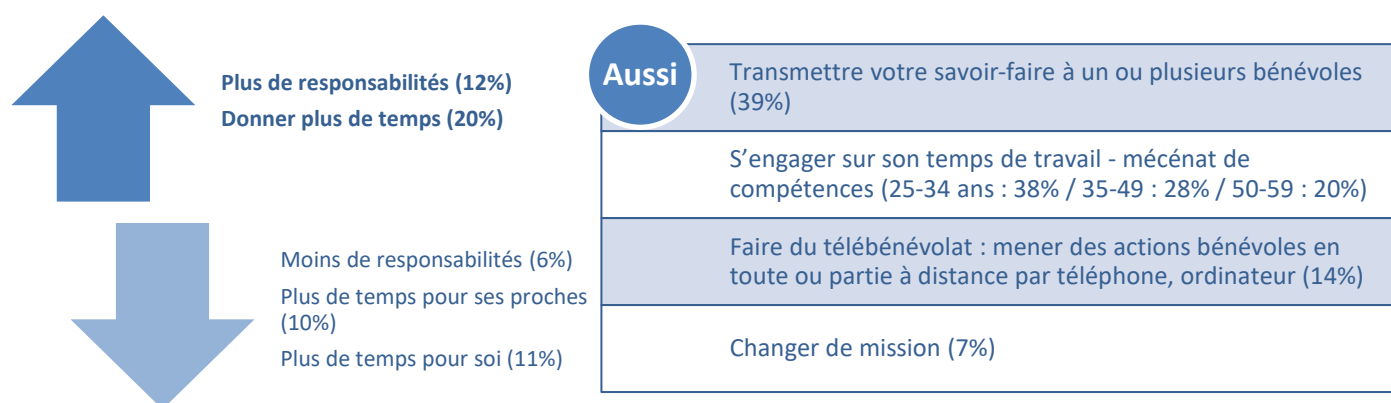 Plus de responsabilités (12%)
Donner plus de temps (20%)
Moins de responsabilités (6%)
Plus de temps pour ses proches
(10%)
Plus de temps pour soi (11%)
Aussi
Transmettre votre savoir-faire à un ou plusieurs bénévoles
(39%)
S’engager sur son temps de travail - mécénat de
compétences (25-34 ans : 38% / 35-49 : 28% / 50-59 : 20%)
Faire du télébénévolat : mener des actions bénévoles en
toute ou partie à distance par téléphone, ordinateur (14%)
Changer de mission (7%)